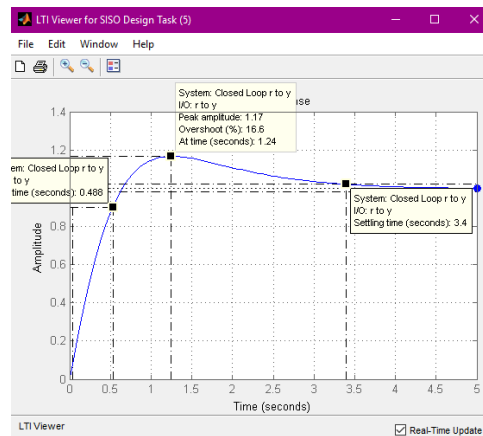 LTI Viewer for SISO Design Task (5)
File Edit Window Help
System: Closed Loop r to y
I/O: r to y
Peak amplitude: 1.17
Overshoot (%): 16.6
At time (seconds): 1.24
Closed Loop r to y
to y
time (seconds): 0.488
System: Closed Loop r to y
I/O: r to y
Settling time (seconds): 3.4
Amplitude
1.4
1.2
0.8
0.6
0.4
0.2
0
0 0.5 1 1.5 2 2.5 3 3.5 4 4.5 5
Time (seconds)
LTI Viewer
Real-Time Update